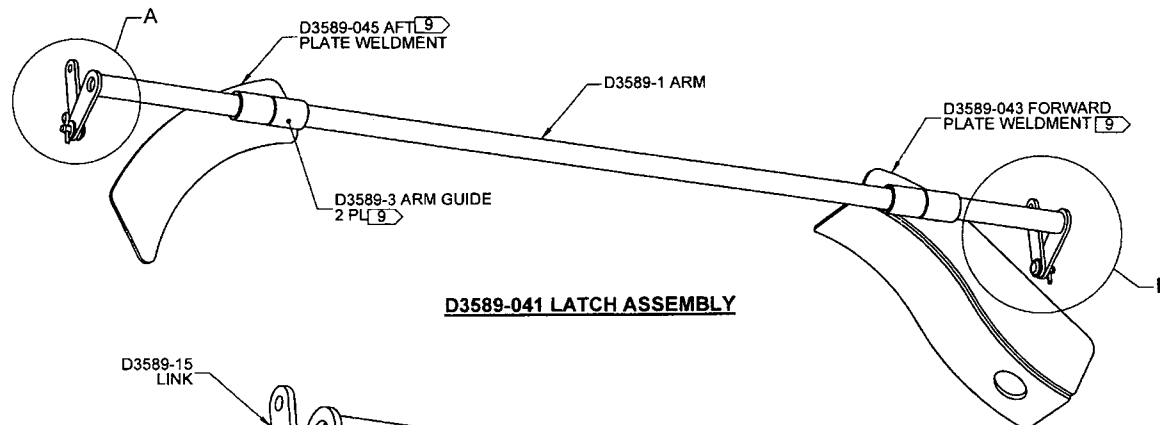 A
D3589-045 AFT 9
PLATE WELDMENT
D3589-1 ARM
D3589-043 FORWARD
PLATE WELDMENT 9
D3589-3 ARM GUIDE
2 PL 9
D3589-041 LATCH ASSEMBLY
D3589-15
LINK